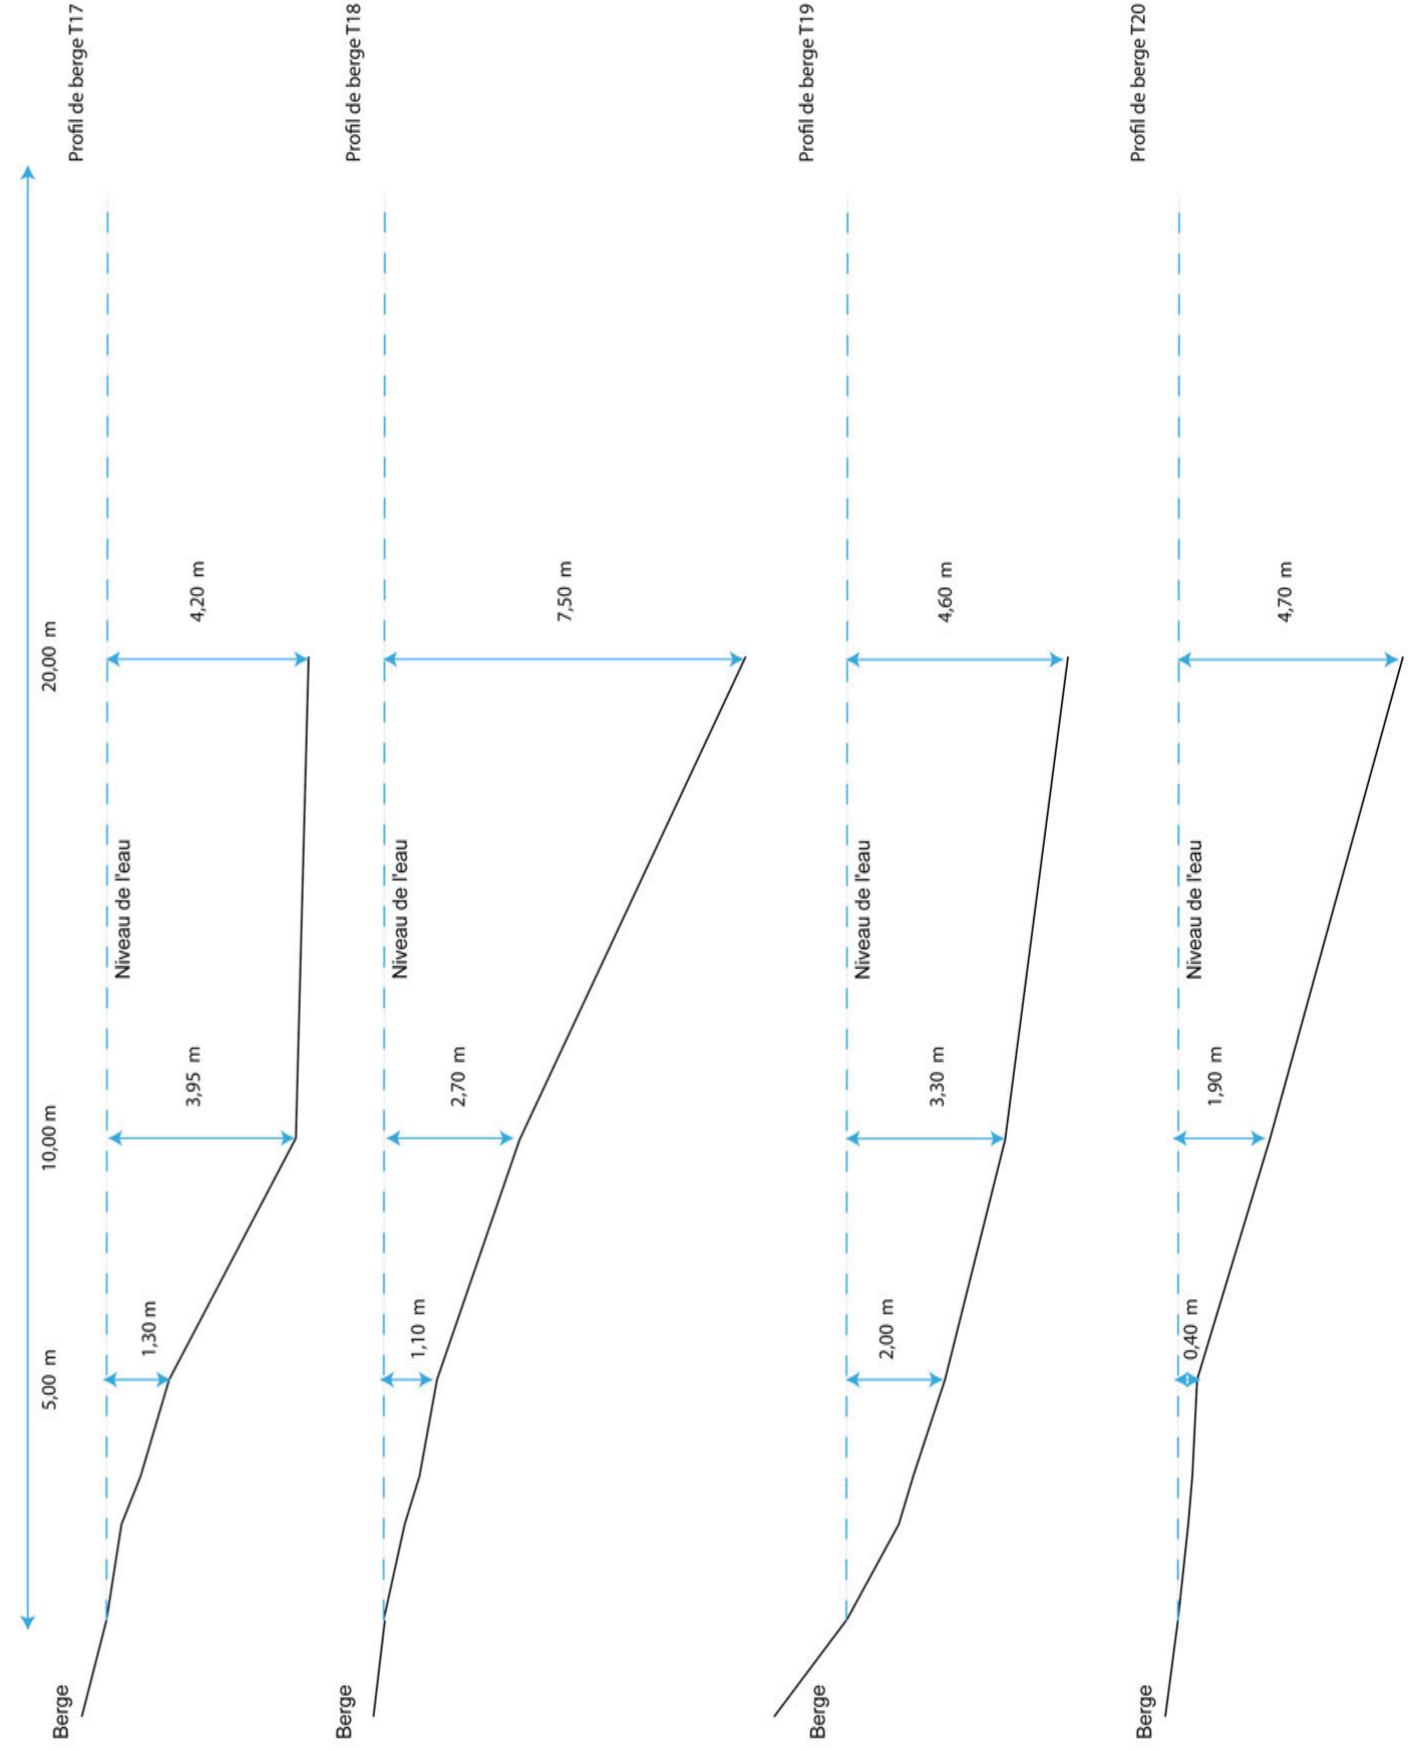 5,00 m
10,00 m
20,00 m
Profil de berge T17
Berge
1,30 m
3,95 m
Niveau de l'eau
4,20 m
Profil de berge T18
Berge
1,10 m
2,70 m
Niveau de l'eau
7,50 m
Profil de berge T19
Berge
2,00 m
3,30 m
Niveau de l'eau
4,60 m
Profil de berge T20
Berge
0,40 m
1,90 m
Niveau de l'eau
4,70 m